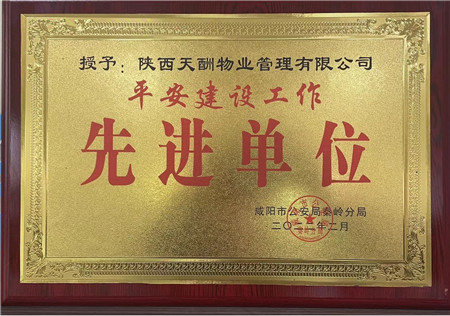 授予：陕西天酬物业管理有限公司
平安建设工作
先进单位
咸阳市公安局秦岭分局
二〇二二年二月